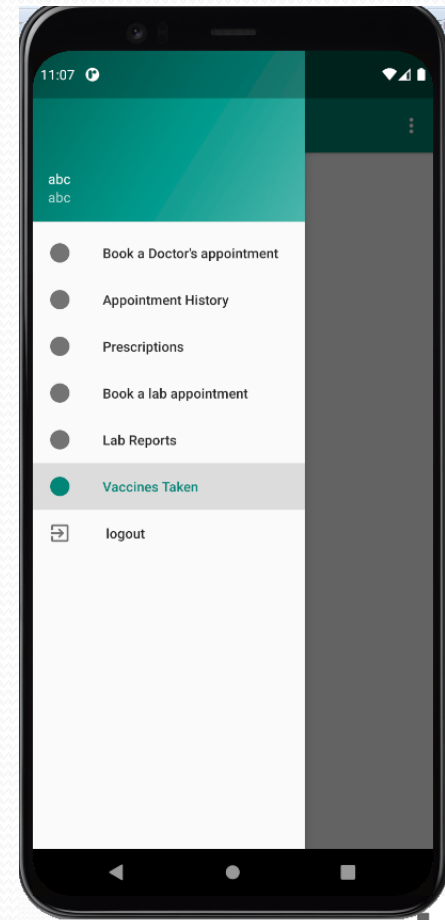 11:07
abc
abc
Book a Doctor's appointment
Appointment History
Prescriptions
Book a lab appointment
Lab Reports
Vaccines Taken
logout